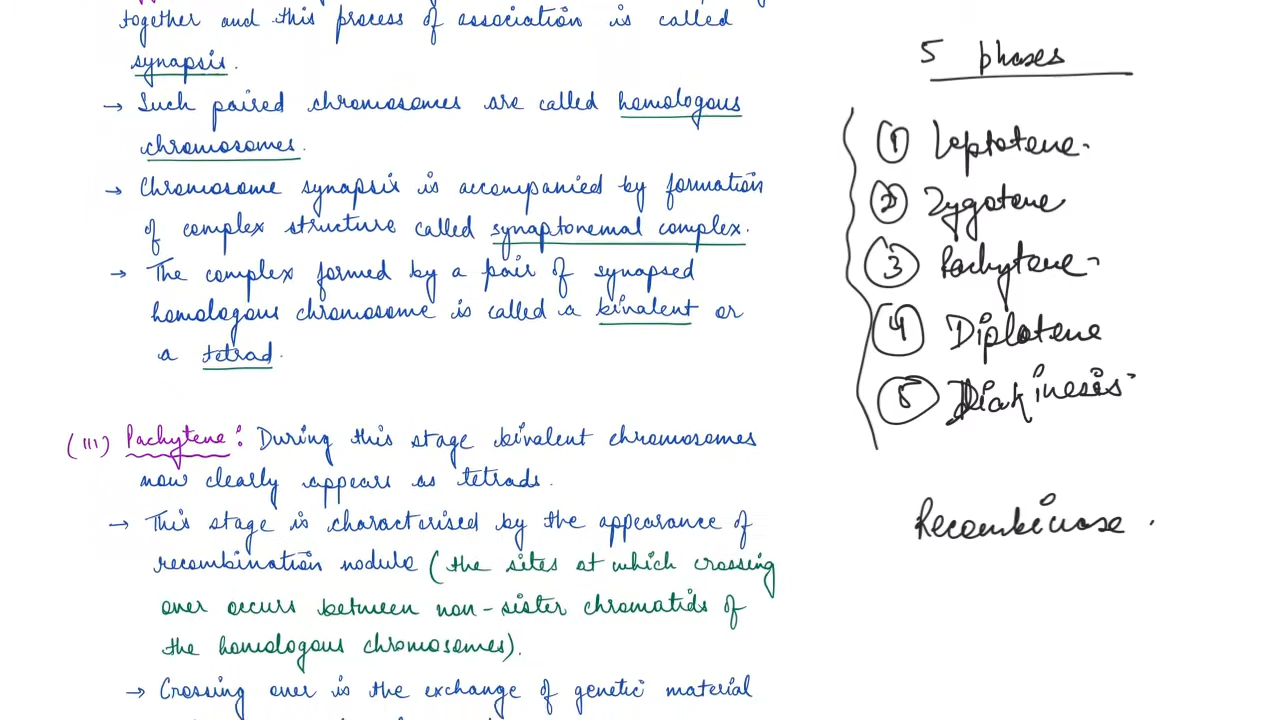 together and this process of association is called
synapsis.
→ Such paired chromosomes are called homologous
chromosomes.
→ Chromosome synapsis is accompanied by formation
of complex structure called synaptonemal complex.
→ The complex formed by a pair of synapsed
homologous chromosome is called a bivalent or
a tetrad.
(III) Pachytene: During this stage bivalent chromosomes
now clearly appears as tetrads.
→ This stage is characterised by the appearance of
recombination nodule (the sites at which crossing
over occurs between non-sister chromatids of
the homologous chromosomes).
→ Crossing over is the exchange of genetic material
5 phases
① Leptotene.
② Zygotene
③ Pachytene
④ Diplotene
⑤ Diakinesis
Recombinase.